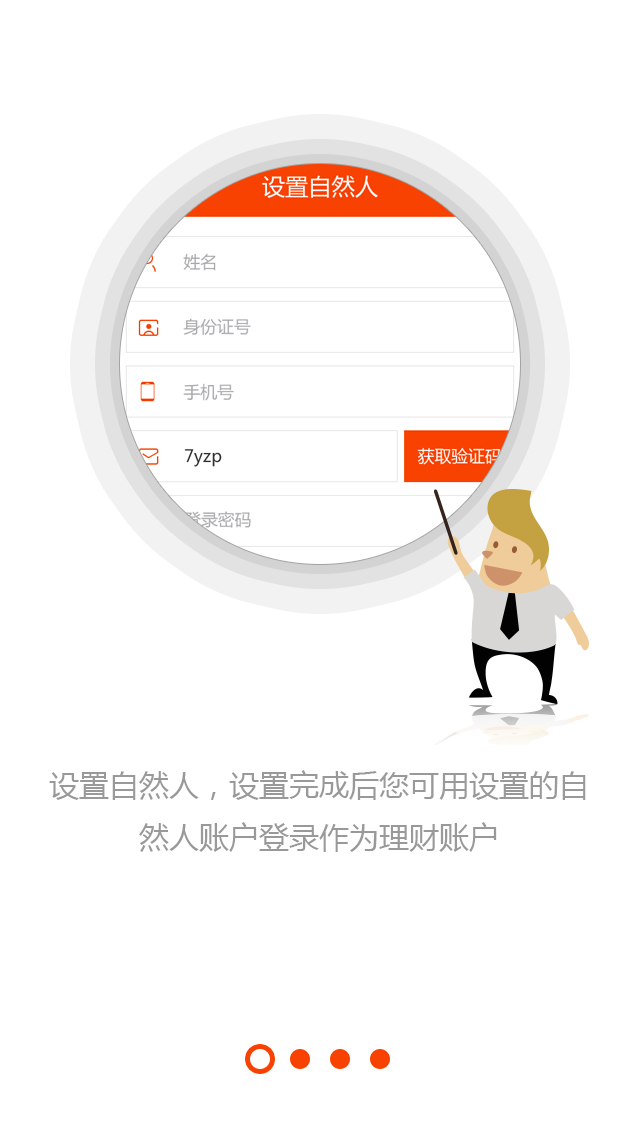 设置自然人
姓名
身份证号
手机号
7yzp
获取验证码
登录密码
设置自然人，设置完成后您可用设置的自
然人账户登录作为理财账户